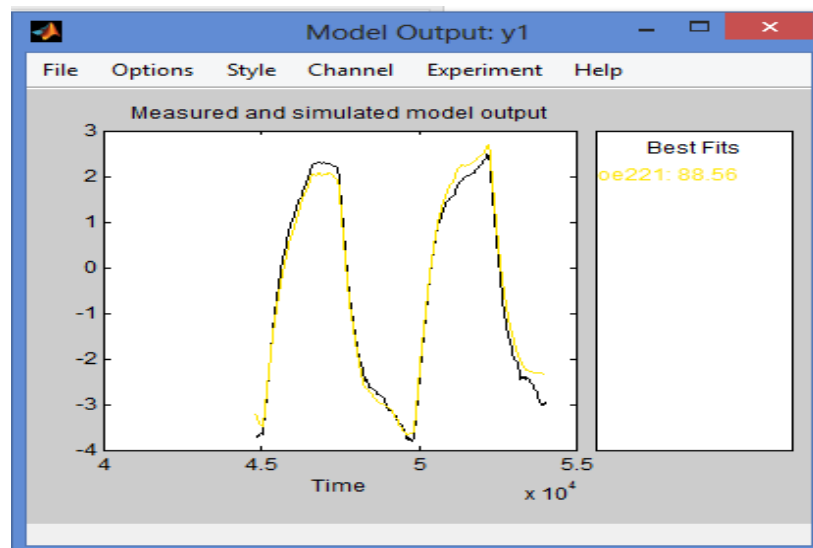 Model Output: y1
File Options Style Channel Experiment Help
Measured and simulated model output
Best Fits
oe221: 88.56
3
2
1
0
-1
-2
-3
-4
4 4.5 5 5.5
Time
x 10^4